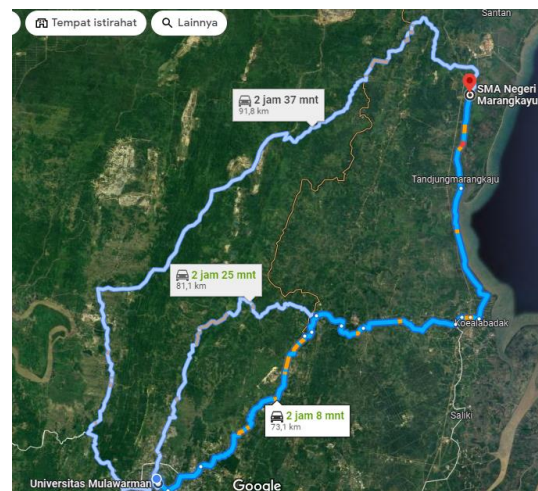 Tempat istirahat
Lainnya
Santan
2 jam 37 mnt
91,8 km
SMA Negeri
Marangkayu
Tandjungmarangkaju
2 jam 25 mnt
81,1 km
Koealabadak
2 jam 8 mnt
73,1 km
Saliki
Universitas Mulawarman
Google